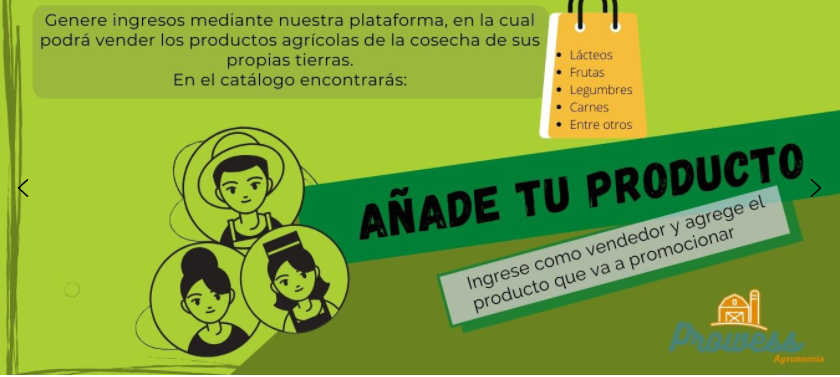 Genere ingresos mediante nuestra plataforma, en la cual
podrá vender los productos agrícolas de la cosecha de sus
propias tierras.
En el catálogo encontrarás:
Lácteos
Frutas
Legumbres
Carnes
Entre otros
AÑADE TU PRODUCTO
Ingrese como vendedor y agrege el
producto que va a promocionar
Prowess
Agronomía